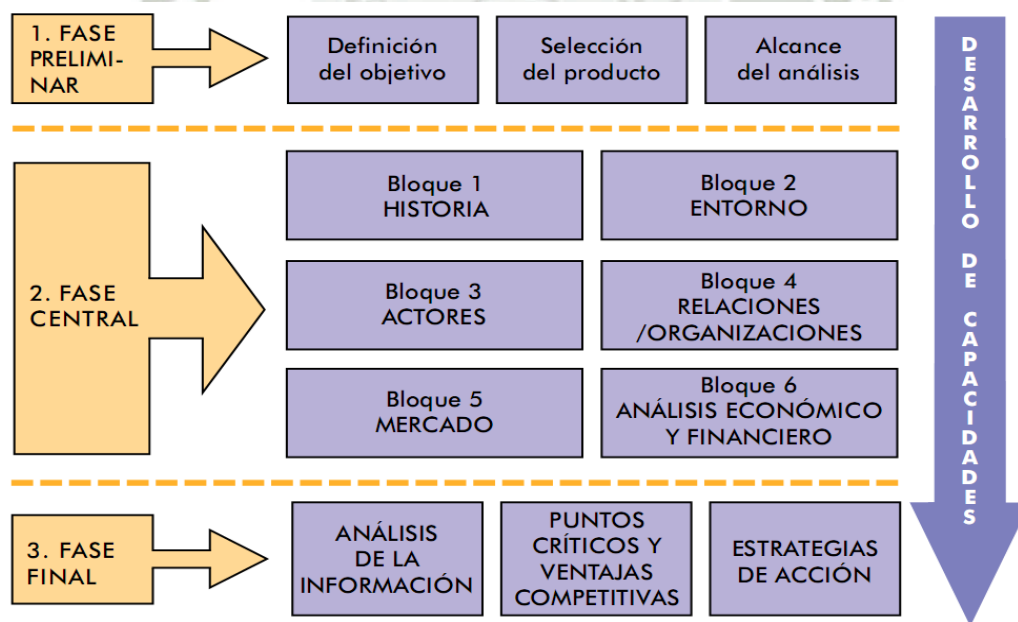 1. FASE
PRELIMI-
NAR
Definición
del objetivo
Selección
del producto
Alcance
del análisis
2. FASE
CENTRAL
Bloque 1
HISTORIA
Bloque 2
ENTORNO
Bloque 3
ACTORES
Bloque 4
RELACIONES
/ORGANIZACIONES
Bloque 5
MERCADO
Bloque 6
ANÁLISIS ECONÓMICO
Y FINANCIERO
3. FASE
FINAL
ANÁLISIS
DE LA
INFORMACIÓN
PUNTOS
CRÍTICOS Y
VENTAJAS
COMPETITIVAS
ESTRATEGIAS
DE ACCIÓN
DESARROLLO DE CAPACIDADES